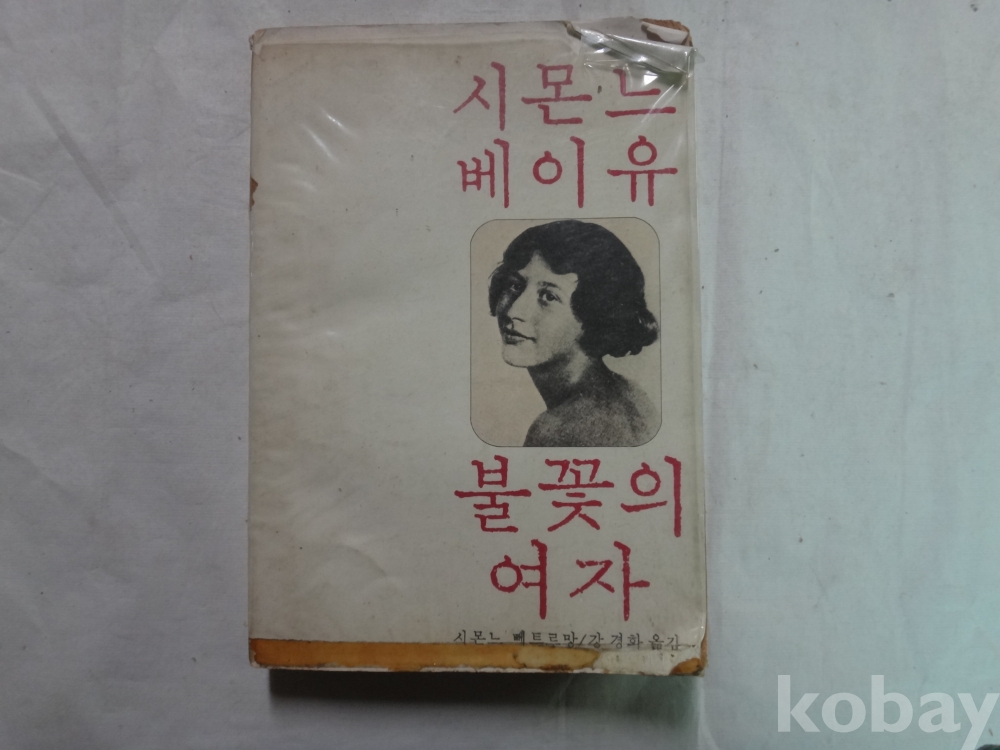 시몬느
베이유
불꽃의
여자
시몬느 뻬트르망/강 경화 옮김
kobay